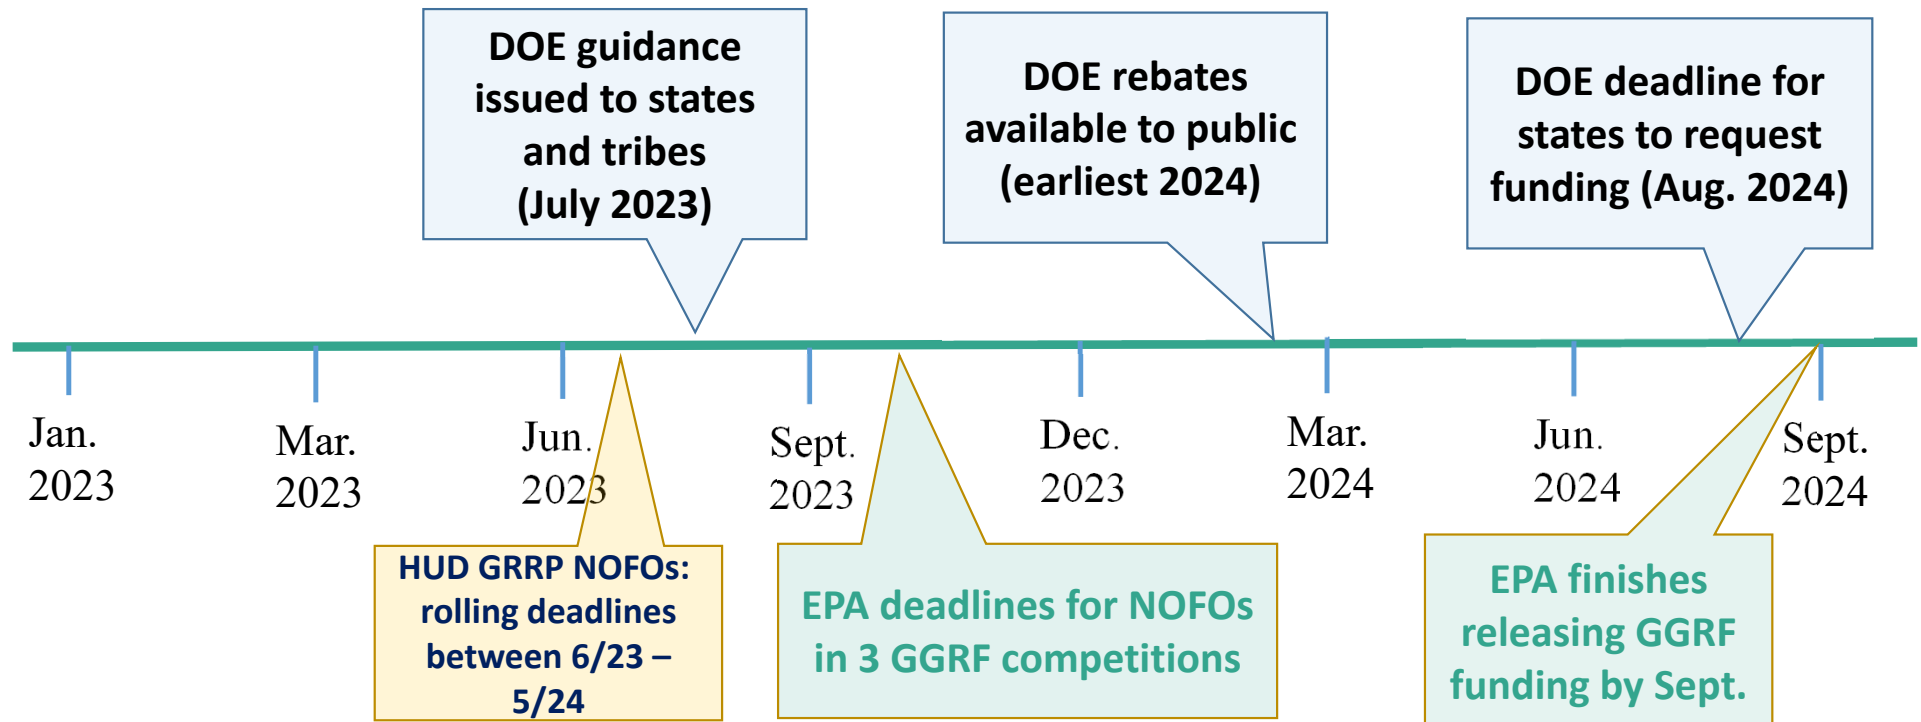 DOE guidance
issued to states
and tribes
(July 2023)
DOE rebates
available to public
(earliest 2024)
DOE deadline for
states to request
funding (Aug. 2024)
Jan.
2023
Mar.
2023
Jun.
2023
Sept.
2023
Dec.
2023
Mar.
2024
Jun.
2024
Sept.
2024
HUD GRRP NOFOs:
rolling deadlines
between 6/23 –
5/24
EPA deadlines for NOFOs
in 3 GGRF competitions
EPA finishes
releasing GGRF
funding by Sept.